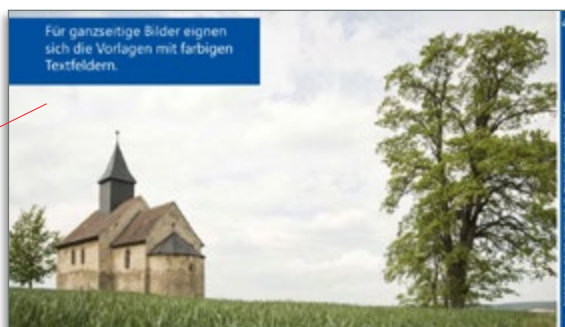 Für ganzseitige Bilder eignen
sich die Vorlagen mit farbigen
Textfeldern.